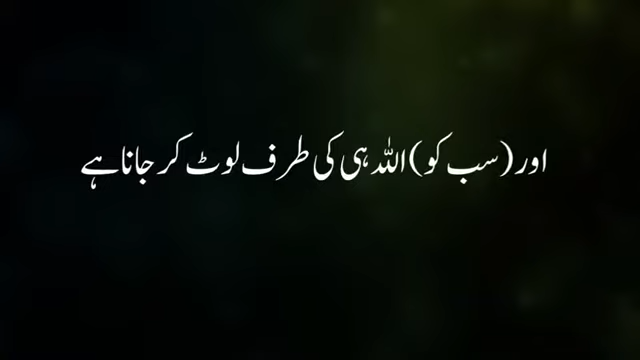 اور (سب کو) اللہ ہی کی طرف لوٹ کر جانا ہے